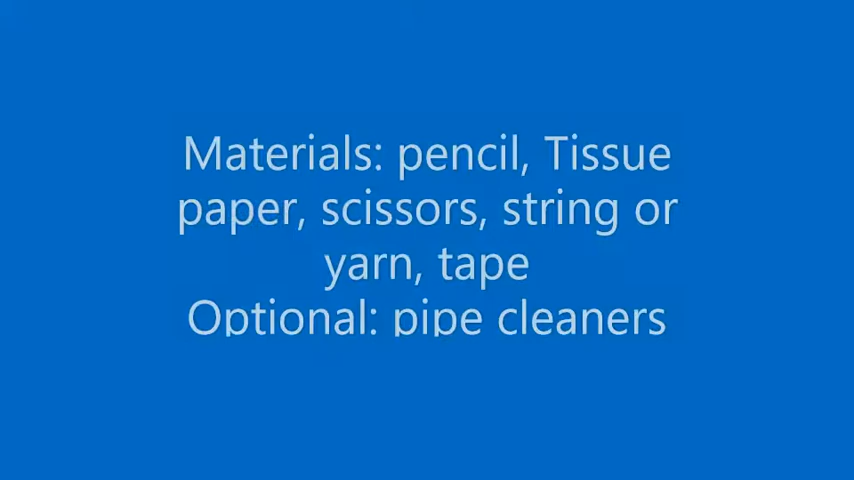 Materials: pencil, Tissue
paper, scissors, string or
yarn, tape
Optional: pipe cleaners